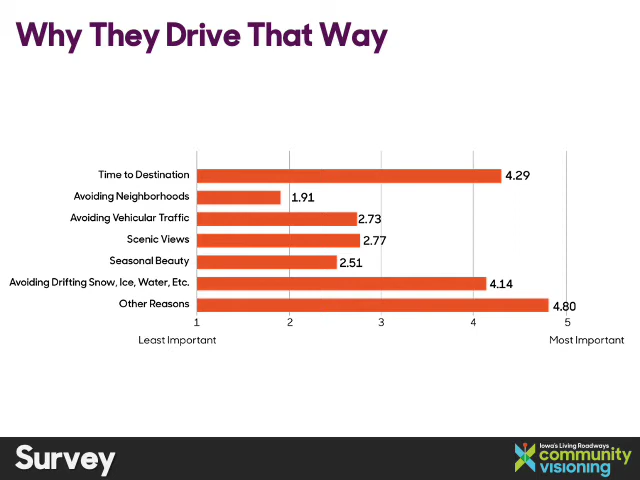 Why They Drive That Way
Time to Destination 4.29
Avoiding Neighborhoods 1.91
Avoiding Vehicular Traffic 2.73
Scenic Views 2.77
Seasonal Beauty 2.51
Avoiding Drifting Snow, Ice, Water, Etc. 4.14
Other Reasons 4.80
1 2 3 4 5
Least Important Most Important
Survey
Iowa's Living Roadways
community
visioning